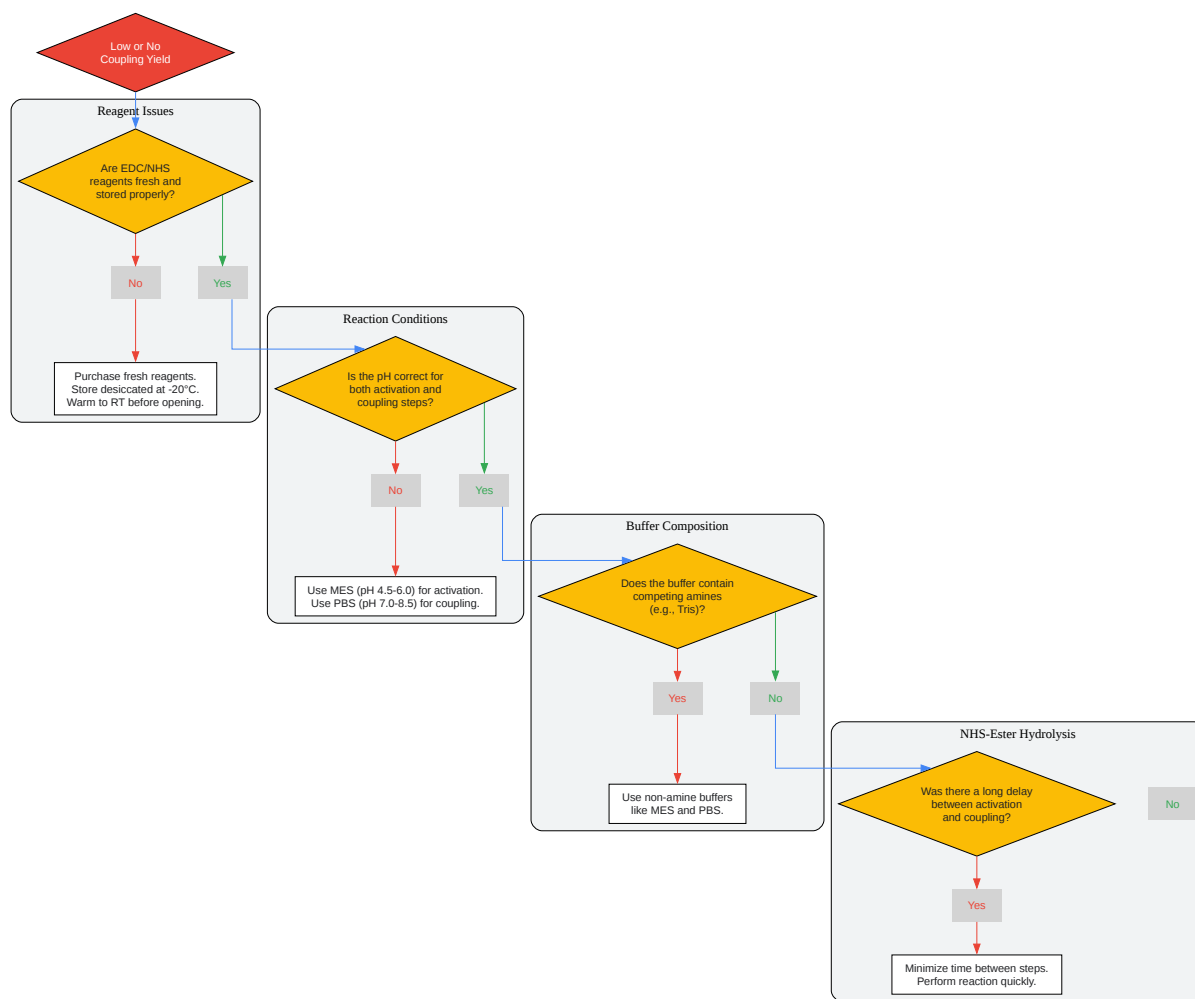 Low or No
Coupling Yield
Reagent Issues
Are EDC/NHS
reagents fresh and
stored properly?
No
Yes
Purchase fresh reagents.
Store desiccated at -20°C.
Warm to RT before opening.
Reaction Conditions
Is the pH correct for
both activation and
coupling steps?
No
Yes
Use MES (pH 4.5-6.0) for activation.
Use PBS (pH 7.0-8.5) for coupling.
Buffer Composition
Does the buffer contain
competing amines
(e.g., Tris)?
Yes
No
Use non-amine buffers
like MES and PBS.
NHS-Ester Hydrolysis
Was there a long delay
between activation
and coupling?
No
Yes
Minimize time between steps.
Perform reaction quickly.